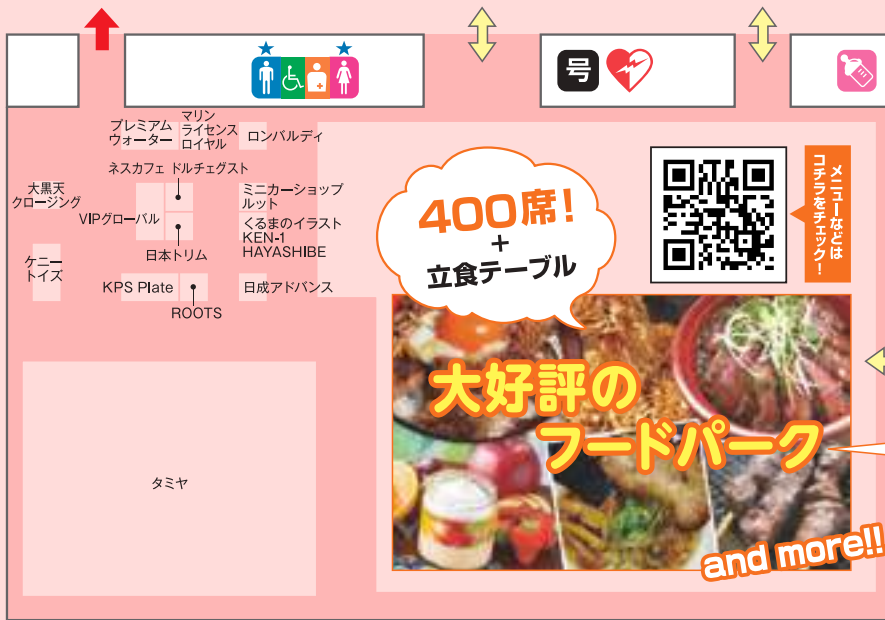 号
プレミアム
ウォーター
マリン
ライセンス
ロイヤル
ロンバルディ
ネスカフェ ドルチェグスト
大黒天
クロージング
VIPグローバル
ミニカーショップ
ルット
くるまのイラスト
KEN-1
HAYASHIBE
日本トリム
ケニー
トイズ
KPS Plate
ROOTS
日成アドバンス
タミヤ
400席!
+
立食テーブル
メニューなどは
コチラをチェック!
大好評の
フードパーク
and more!!